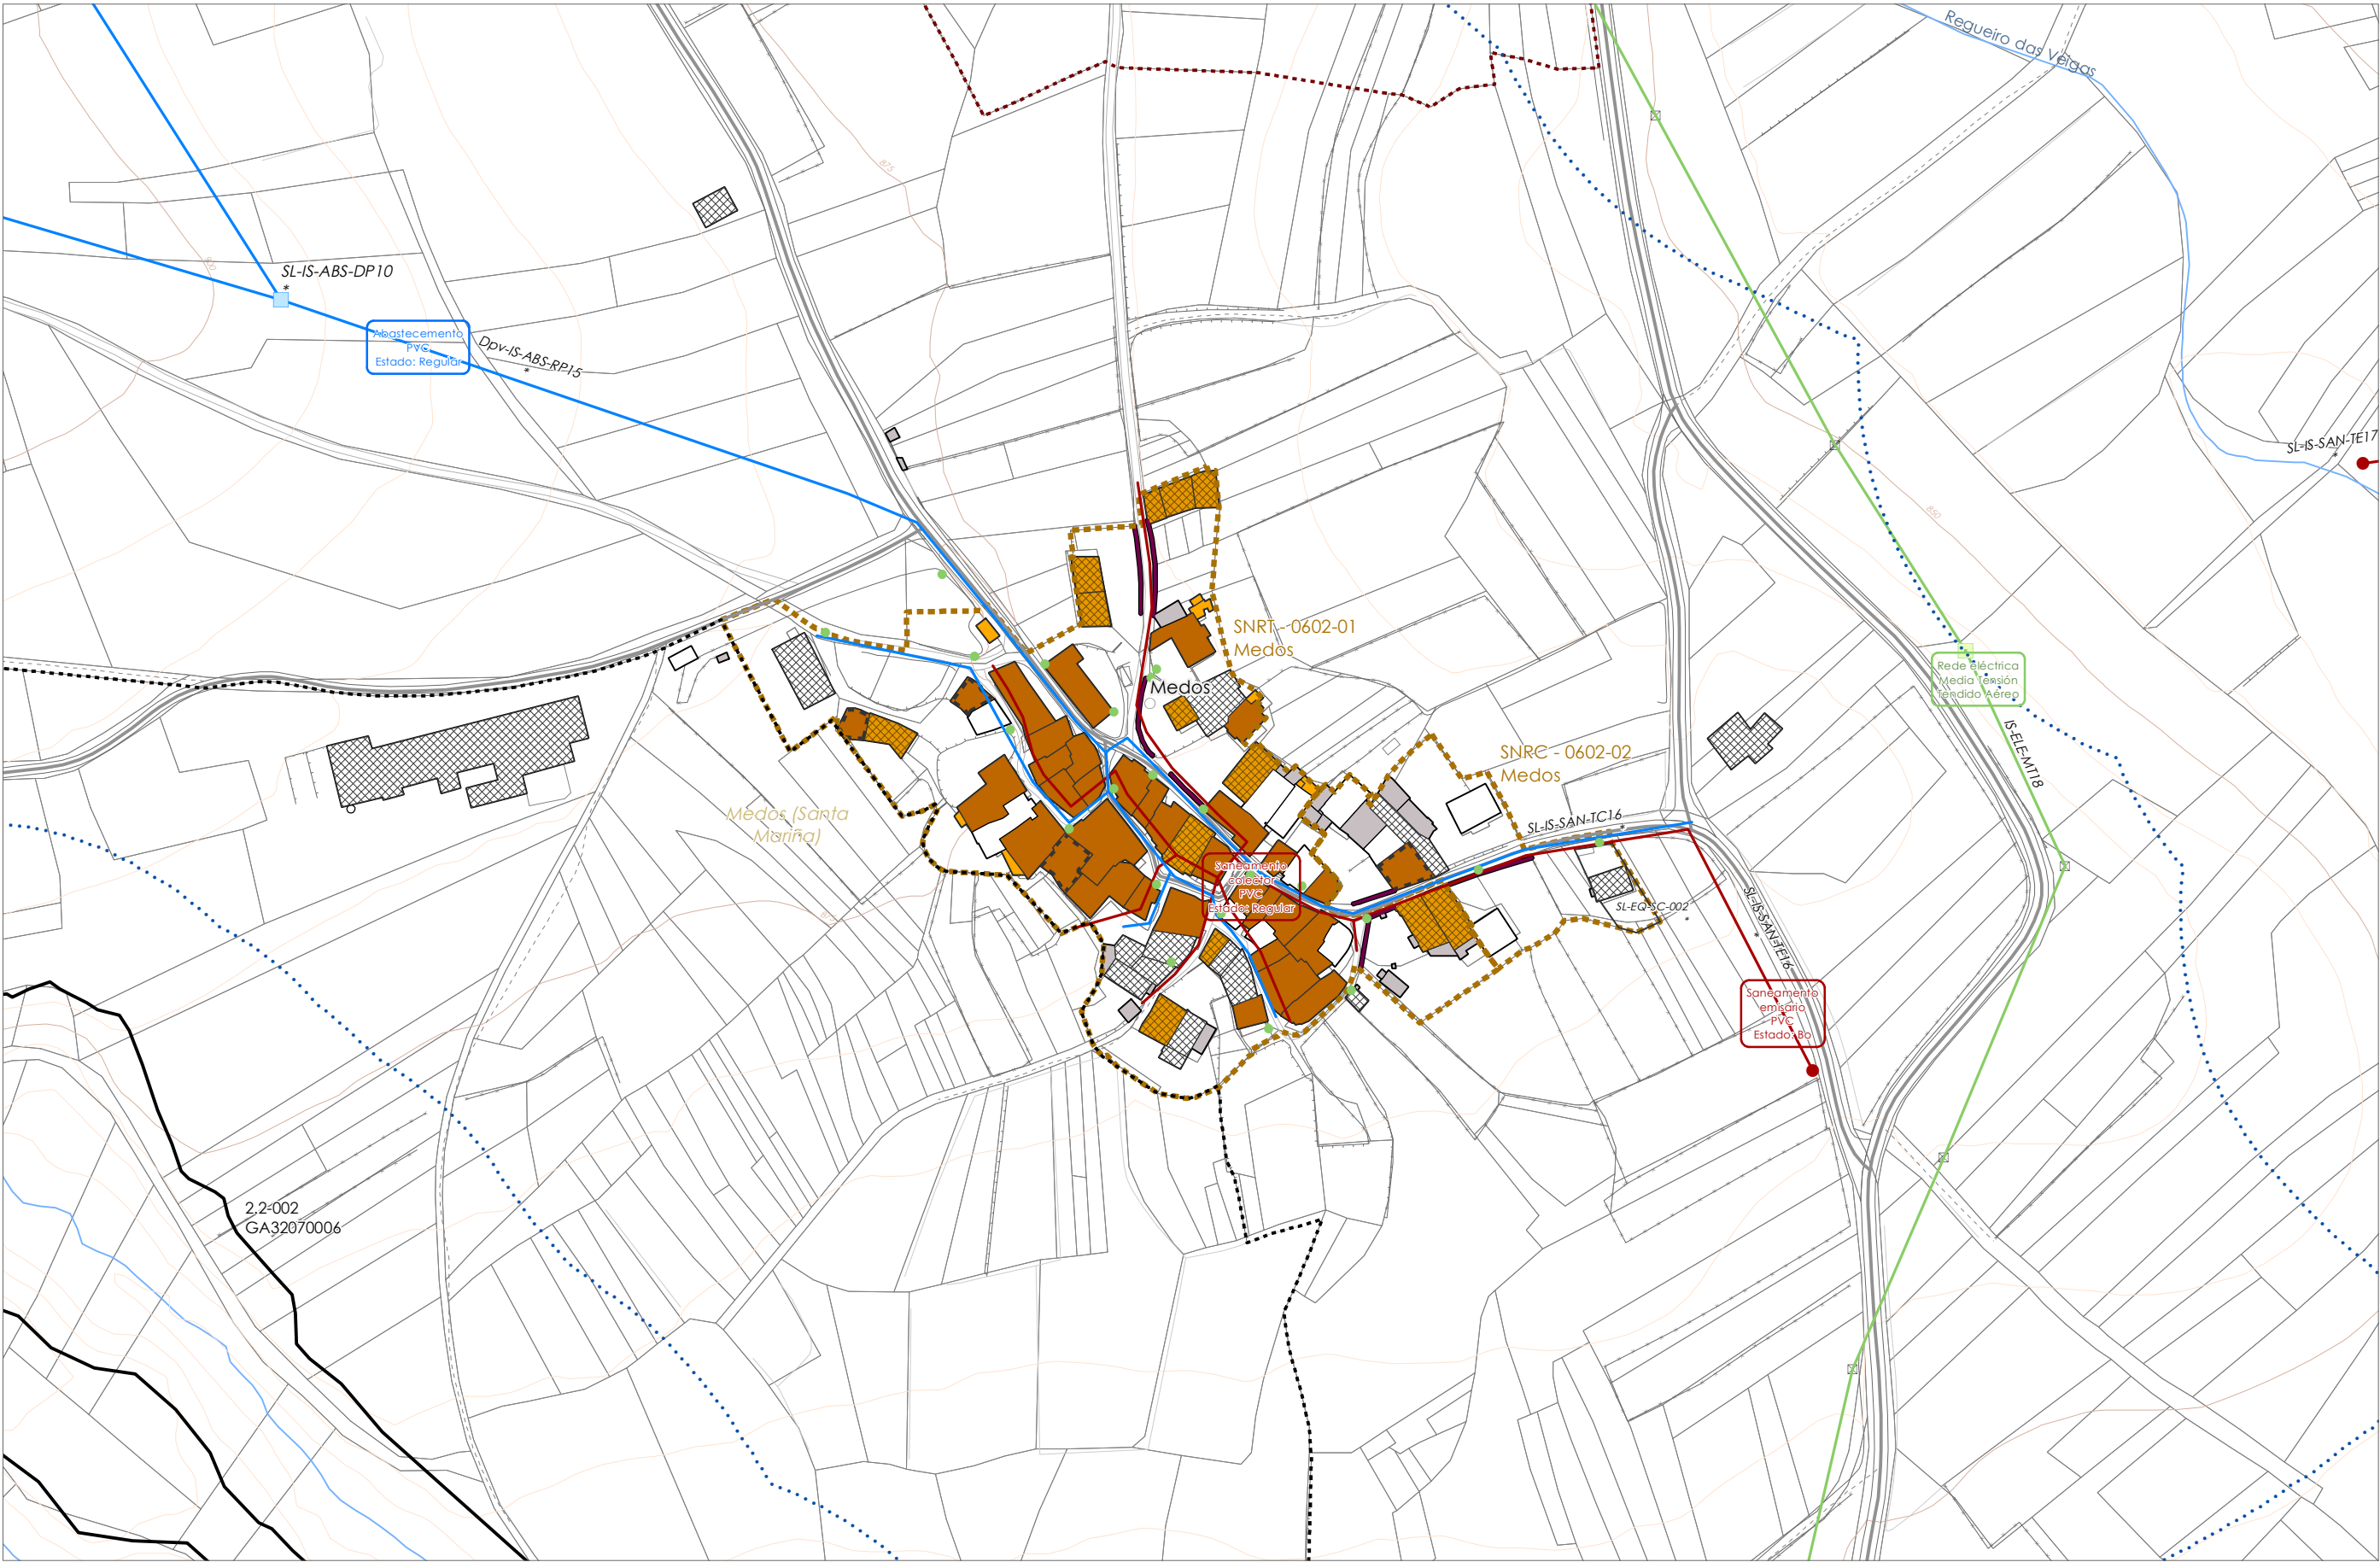 Regueiro das Veigas
875
900
SL-IS-ABS-DP10
*
Abastecemento
PVC
Estado: Regular
Dpv-IS-ABS-RP15
*
SL-IS-SAN-TE17
*
850
SNRT - 0602-01
Medos
Medos
Rede eléctrica
Media Tensión
Tendido Aéreo
IS-ELE-MT18
SNRC - 0602-02
Medos
Medos (Santa
Mariña)
SL-IS-SAN-TC16
*
Saneamento
colector
PVC
Estado: Regular
SL-EQ-SC-002
*
SL-IS-SAN-TE16
*
Saneamento
emisario
PVC
Estado: Bo
2.2-002
GA32070006